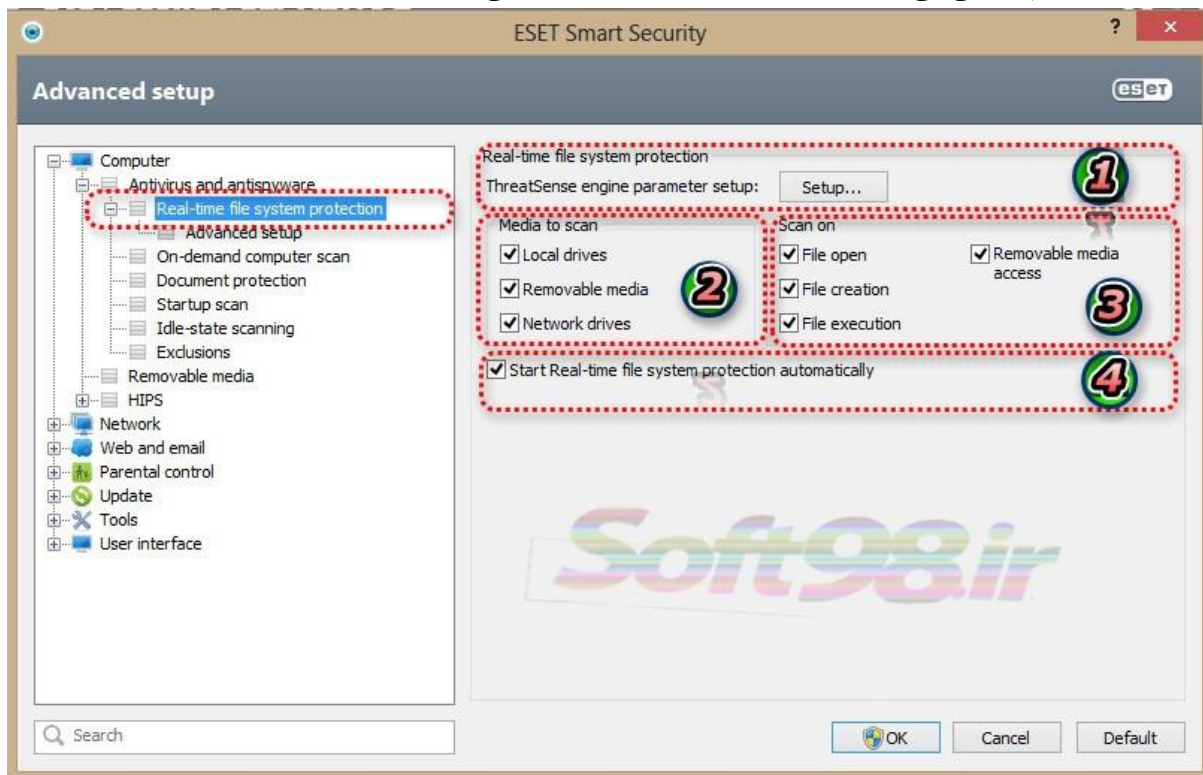 ESET Smart Security
?
×
Advanced setup
eseT
Computer
Antivirus and antispyware
Real-time file system protection
Advanced setup
On-demand computer scan
Document protection
Startup scan
Idle-state scanning
Exclusions
Removable media
HIPS
Network
Web and email
Parental control
Update
Tools
User interface
Search
Real-time file system protection
ThreatSense engine parameter setup: Setup...
1
Media to scan
Local drives
Removable media
Network drives
2
Scan on
File open
File creation
File execution
Removable media
access
3
Start Real-time file system protection automatically
4
Soft98.ir
OK Cancel Default